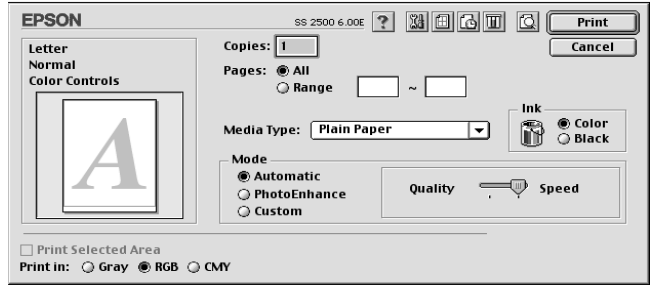 EPSON
SS 2500 6.00E
?
Print
Letter
Normal
Color Controls
A
Copies: 1
Cancel
Pages: All
Range ~
Media Type: Plain Paper
Ink
Color
Black
Mode
Automatic
PhotoEnhance
Custom
Quality Speed
Print Selected Area
Print in: Gray RGB CMY